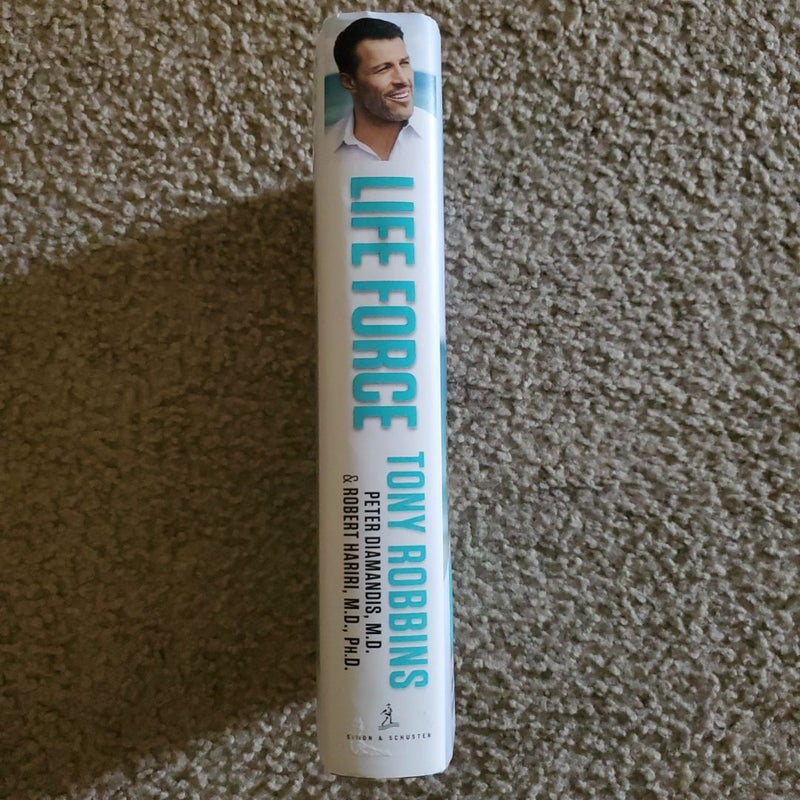 LIFE FORCE
TONY ROBBINS
PETER DIAMANDIS, M.D.
& ROBERT HARIRI, M.D., PH.D.
SIMON & SCHUSTER